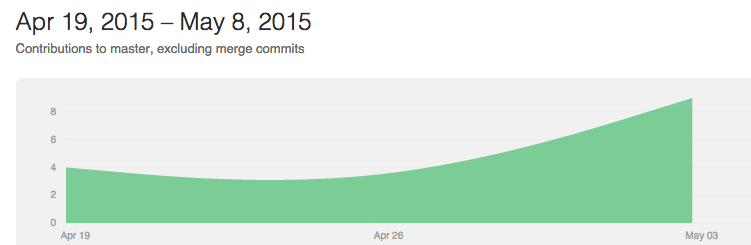 Apr 19, 2015 – May 8, 2015
Contributions to master, excluding merge commits
8
6
4
2
0
Apr 19 Apr 26 May 03